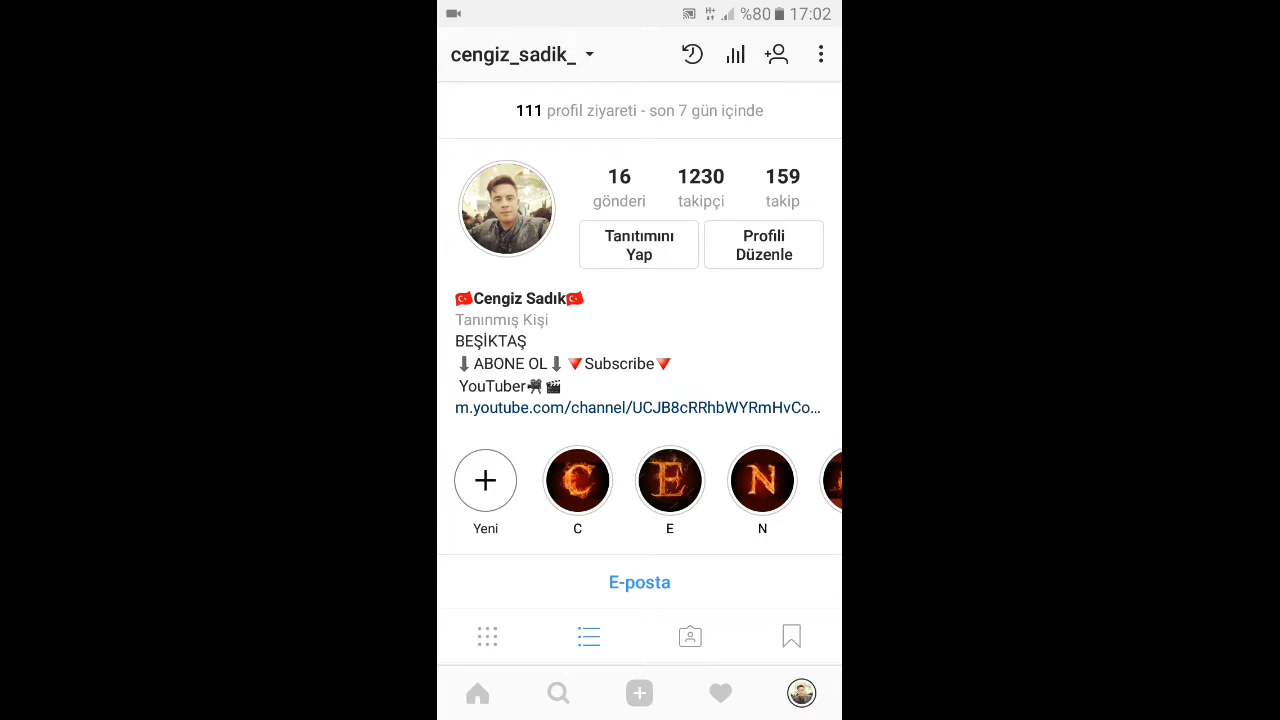 H+ %80 17:02
cengiz_sadik_
111 profil ziyareti - son 7 gün içinde
16 1230 159
gönderi takipçi takip
Tanıtımını Yap
Profili Düzenle
🇹🇷Cengiz Sadık🇹🇷
Tanınmış Kişi
BEŞİKTAŞ
⬇ABONE OL⬇🔻Subscribe🔻
YouTuber🎥🎬
m.youtube.com/channel/UCJB8cRRhbWYRmHvCo...
C E N
Yeni C E N
E-posta